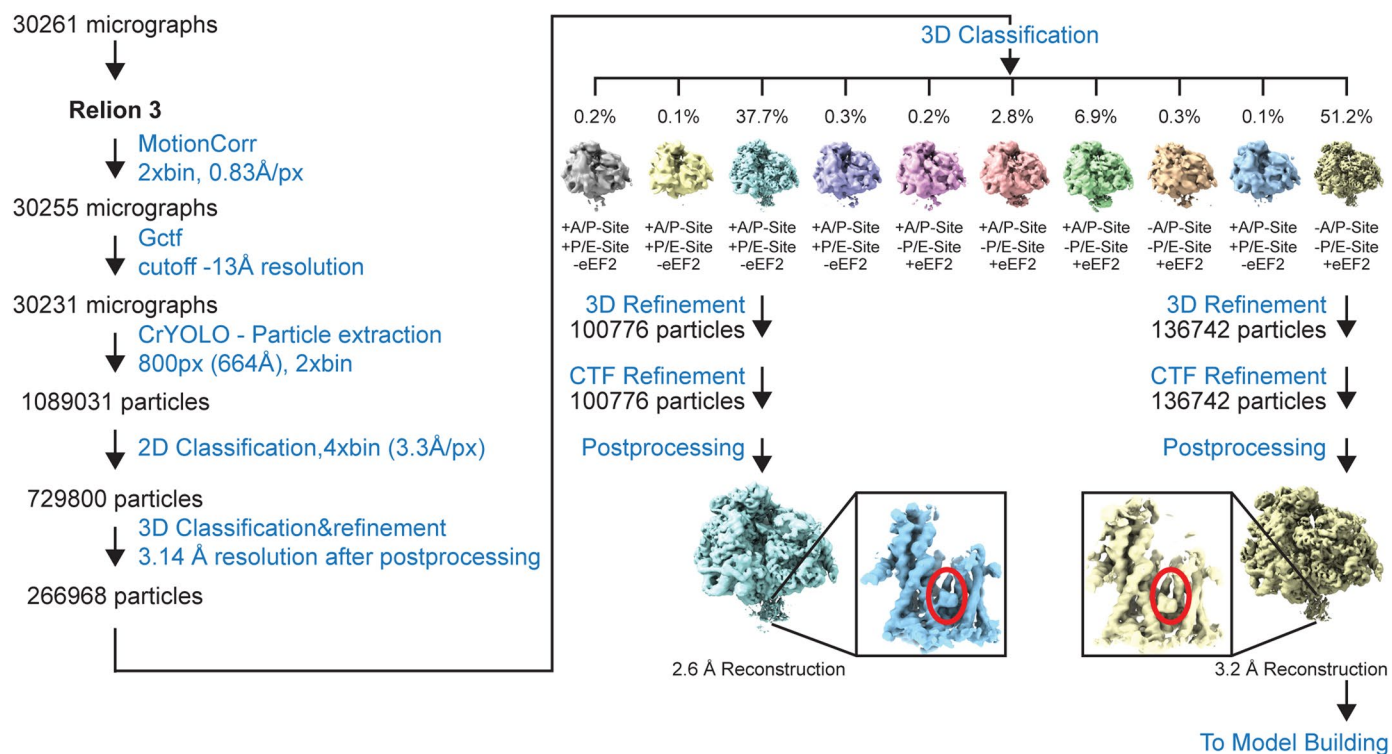 30261 micrographs
Relion 3
MotionCorr
2xbin, 0.83Å/px
30255 micrographs
Gctf
cutoff -13Å resolution
30231 micrographs
CrYOLO - Particle extraction
800px (664Å), 2xbin
1089031 particles
2D Classification,4xbin (3.3Å/px)
729800 particles
3D Classification&refinement
3.14 Å resolution after postprocessing
266968 particles
3D Classification
0.2% 0.1% 37.7% 0.3% 0.2% 2.8% 6.9% 0.3% 0.1% 51.2%
+A/P-Site +A/P-Site +A/P-Site +A/P-Site +A/P-Site +A/P-Site +A/P-Site -A/P-Site +A/P-Site -A/P-Site
+P/E-Site +P/E-Site +P/E-Site +P/E-Site -P/E-Site -P/E-Site -P/E-Site -P/E-Site +P/E-Site -P/E-Site
-eEF2 -eEF2 -eEF2 -eEF2 +eEF2 +eEF2 +eEF2 +eEF2 -eEF2 +eEF2
3D Refinement
100776 particles
CTF Refinement
100776 particles
Postprocessing
2.6 Å Reconstruction
3D Refinement
136742 particles
CTF Refinement
136742 particles
Postprocessing
3.2 Å Reconstruction
To Model Building